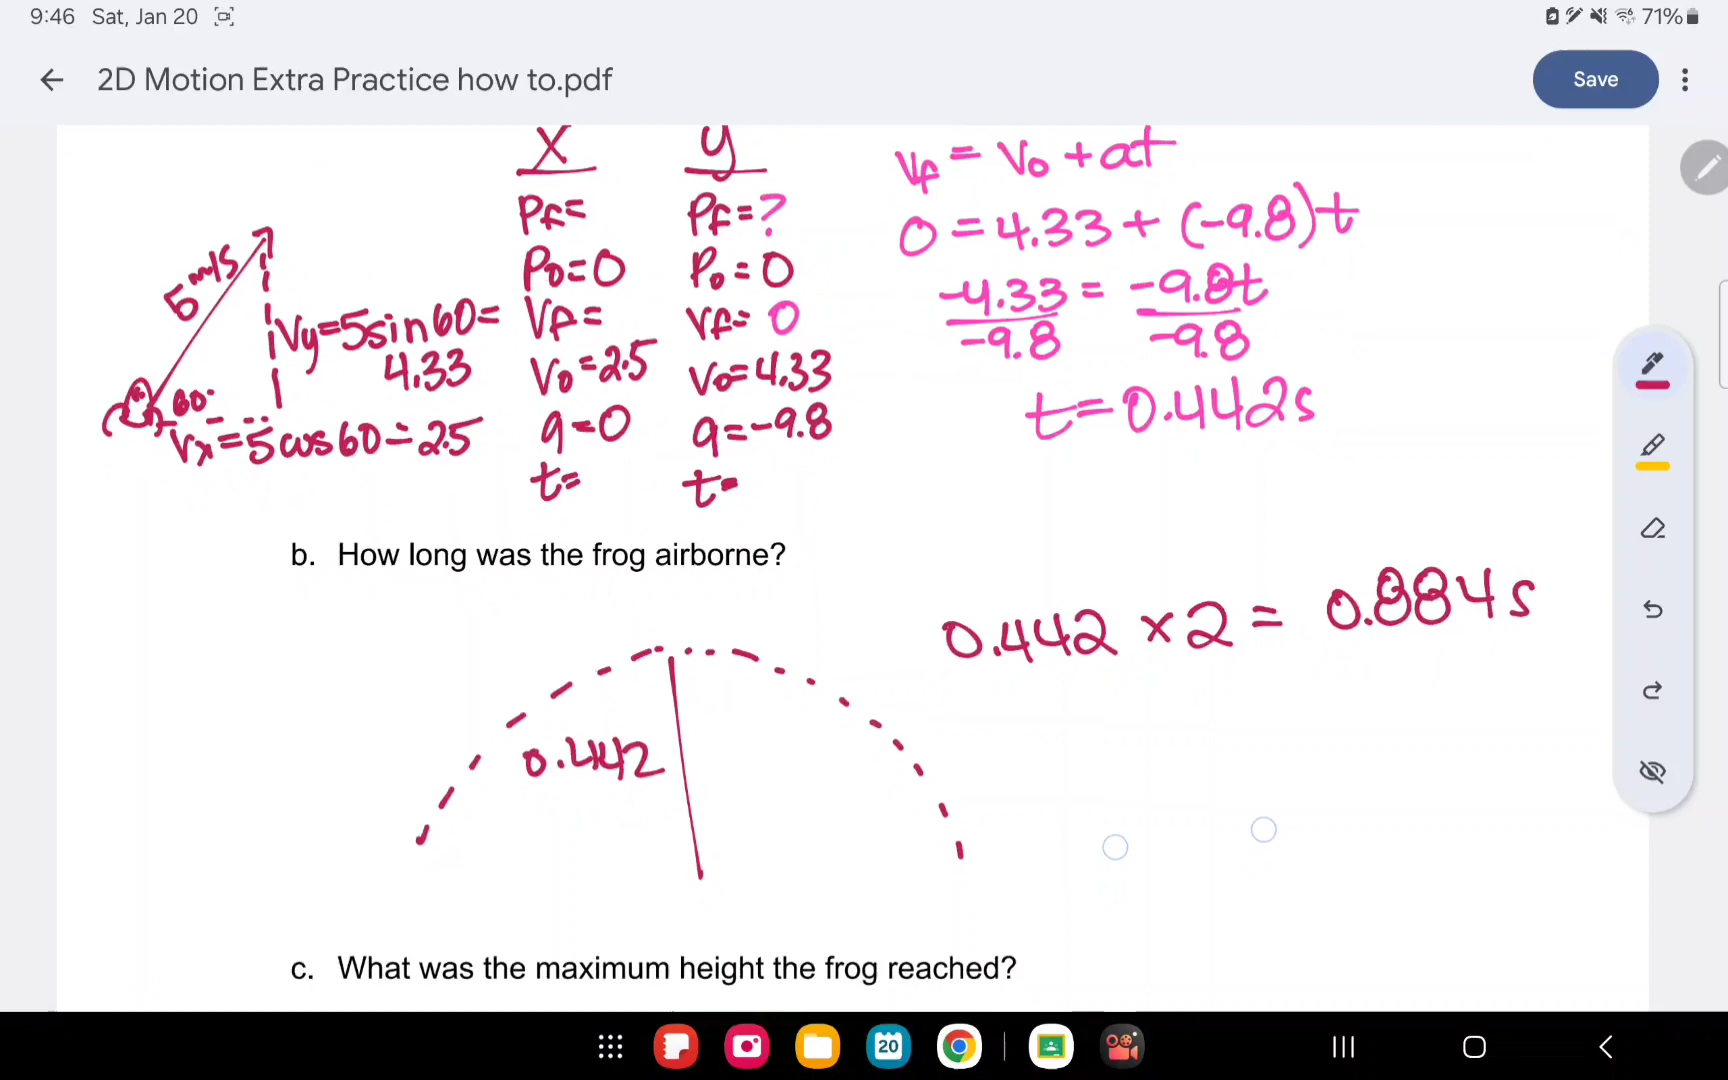 9:46 Sat, Jan 20 71%
2D Motion Extra Practice how to.pdf Save
x y
Pf= Pf=?
Po=0 Po=0
Vf= Vf=0
Vo=2.5 Vo=4.33
a=0 a=-9.8
t= t=
5 m/s
Vy=5sin60=
4.33
60°
Vx=5cos60=2.5
Vf = Vo + at
0 = 4.33 + (-9.8)t
-4.33 = -9.8t
-9.8 -9.8
t=0.442s
b. How long was the frog airborne?
0.442 × 2 = 0.884s
0.442
c. What was the maximum height the frog reached?
20